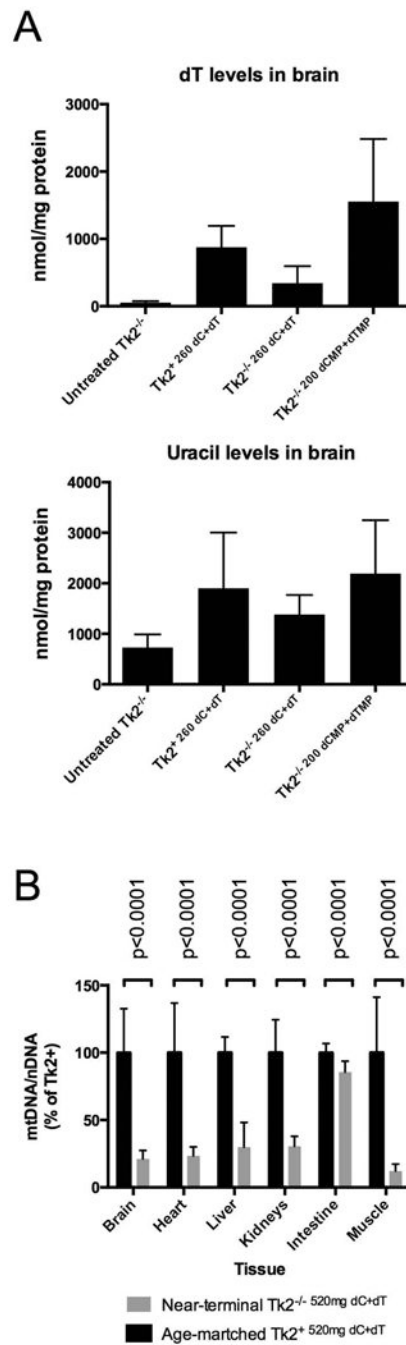 A
dT levels in brain
nmol/mg protein
3000
2000
1000
0
Untreated Tk2-/-
Tk2+ 260 dC+dT
Tk2-/- 260 dC+dT
Tk2-/- 200 dCMP+dTMP
Uracil levels in brain
nmol/mg protein
4000
3000
2000
1000
0
Untreated Tk2-/-
Tk2+ 260 dC+dT
Tk2-/- 260 dC+dT
Tk2-/- 200 dCMP+dTMP
B
p<0.0001
p<0.0001
p<0.0001
p<0.0001
p<0.0001
p<0.0001
mtDNA/nDNA
(% of Tk2+)
150
100
50
0
Brain
Heart
Liver
Kidneys
Intestine
Muscle
Tissue
Near-terminal Tk2-/- 520mg dC+dT
Age-martched Tk2+ 520mg dC+dT